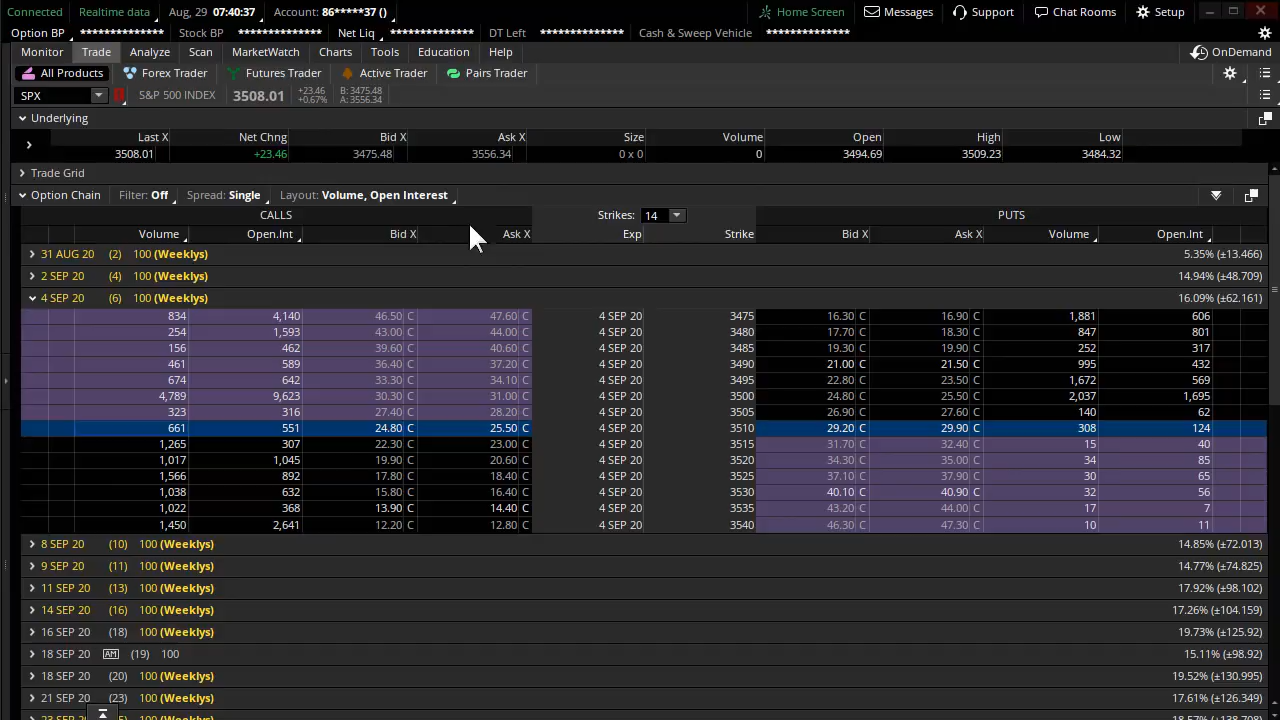 Connected Realtime data Aug, 29 07:40:37 Account: 86*****37 () Home Screen Messages Support Chat Rooms Setup
Option BP ************** Stock BP ************** Net Liq ************** DT Left ************** Cash & Sweep Vehicle **************
Monitor Trade Analyze Scan MarketWatch Charts Tools Education Help OnDemand
All Products Forex Trader Futures Trader Active Trader Pairs Trader
SPX S&P 500 INDEX 3508.01 +23.46 B: 3475.48
+0.67% A: 3556.34
Underlying
Last X Net Chng Bid X Ask X Size Volume Open High Low
3508.01 +23.46 3475.48 3556.34 0 x 0 0 3494.69 3509.23 3484.32
Trade Grid
Option Chain Filter: Off Spread: Single Layout: Volume, Open Interest
CALLS Strikes: 14 PUTS
Volume Open.Int Bid X Ask X Exp Strike Bid X Ask X Volume Open.Int
31 AUG 20 (2) 100 (Weeklys) 5.35% (±13.466)
2 SEP 20 (4) 100 (Weeklys) 14.94% (±48.709)
4 SEP 20 (6) 100 (Weeklys) 16.09% (±62.161)
834 4,140 46.50 C 47.60 C 4 SEP 20 3475 16.30 C 16.90 C 1,881 606
254 1,593 43.00 C 44.00 C 4 SEP 20 3480 17.70 C 18.30 C 847 801
156 462 39.60 C 40.60 C 4 SEP 20 3485 19.30 C 19.90 C 252 317
461 589 36.40 C 37.20 C 4 SEP 20 3490 21.00 C 21.50 C 995 432
674 642 33.30 C 34.10 C 4 SEP 20 3495 22.80 C 23.50 C 1,672 569
4,789 9,623 30.30 C 31.00 C 4 SEP 20 3500 24.80 C 25.50 C 2,037 1,695
323 316 27.40 C 28.20 C 4 SEP 20 3505 26.90 C 27.60 C 140 62
661 551 24.80 C 25.50 C 4 SEP 20 3510 29.20 C 29.90 C 308 124
1,265 307 22.30 C 23.00 C 4 SEP 20 3515 31.70 C 32.40 C 15 40
1,017 1,045 19.90 C 20.60 C 4 SEP 20 3520 34.30 C 35.00 C 34 85
1,566 892 17.80 C 18.40 C 4 SEP 20 3525 37.10 C 37.90 C 30 65
1,038 632 15.80 C 16.40 C 4 SEP 20 3530 40.10 C 40.90 C 32 56
1,022 368 13.90 C 14.40 C 4 SEP 20 3535 43.20 C 44.00 C 17 7
1,450 2,641 12.20 C 12.80 C 4 SEP 20 3540 46.30 C 47.30 C 10 11
8 SEP 20 (10) 100 (Weeklys) 14.85% (±72.013)
9 SEP 20 (11) 100 (Weeklys) 14.77% (±74.825)
11 SEP 20 (13) 100 (Weeklys) 17.92% (±98.102)
14 SEP 20 (16) 100 (Weeklys) 17.26% (±104.159)
16 SEP 20 (18) 100 (Weeklys) 19.73% (±125.92)
18 SEP 20 AM (19) 100 15.11% (±98.92)
18 SEP 20 (20) 100 (Weeklys) 19.52% (±130.995)
21 SEP 20 (23) 100 (Weeklys) 17.61% (±126.349)
23 SEP 20 100 (Weeklys) 18.57% (±138.708)